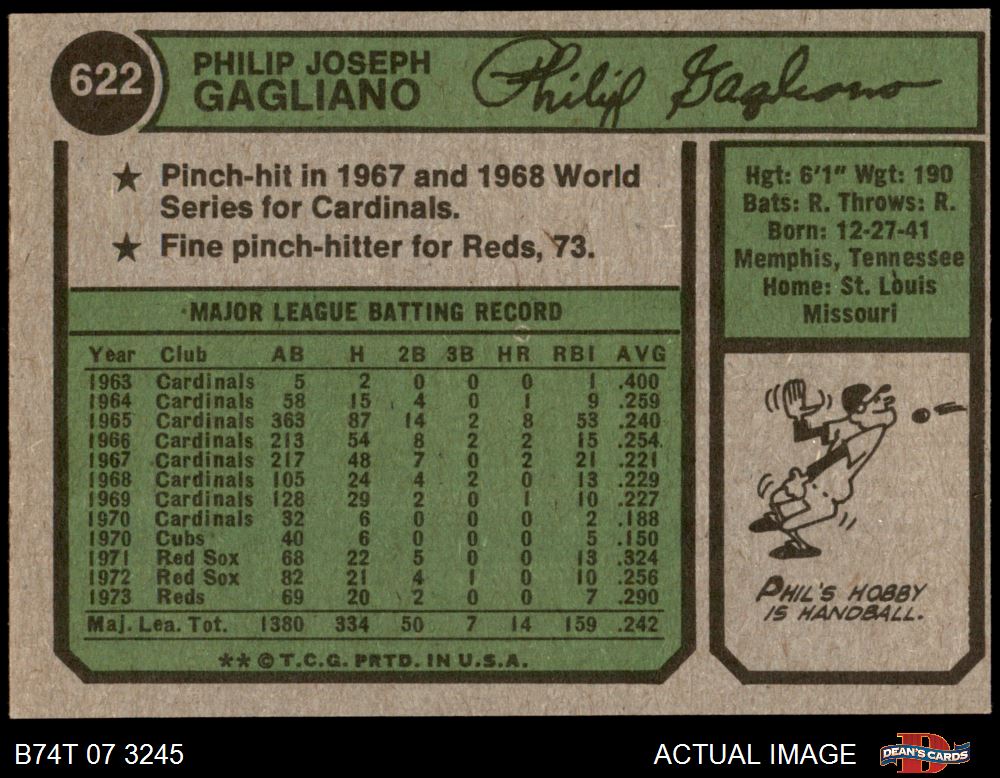 622
PHILIP JOSEPH
GAGLIANO
Philip Gagliano
★ Pinch-hit in 1967 and 1968 World
Series for Cardinals.
★ Fine pinch-hitter for Reds, 73.
Hgt: 6'1" Wgt: 190
Bats: R. Throws: R.
Born: 12-27-41
Memphis, Tennessee
Home: St. Louis
Missouri
MAJOR LEAGUE BATTING RECORD
Year Club AB H 2B 3B HR RBI AVG
1963 Cardinals 5 2 0 0 0 1 .400
1964 Cardinals 58 15 4 0 1 9 .259
1965 Cardinals 363 87 14 2 8 53 .240
1966 Cardinals 213 54 8 2 2 15 .254
1967 Cardinals 217 48 7 0 2 21 .221
1968 Cardinals 105 24 4 2 0 13 .229
1969 Cardinals 128 29 2 0 1 10 .227
1970 Cardinals 32 6 0 0 0 2 .188
1970 Cubs 40 6 0 0 0 5 .150
1971 Red Sox 68 22 5 0 0 13 .324
1972 Red Sox 82 21 4 1 0 10 .256
1973 Reds 69 20 2 0 0 7 .290
Maj. Lea. Tot. 1380 334 50 7 14 159 .242
** © T.C.G. PRTD. IN U.S.A.
PHIL'S HOBBY
IS HANDBALL.
B74T 07 3245
ACTUAL IMAGE
D
DEAN'S CARDS